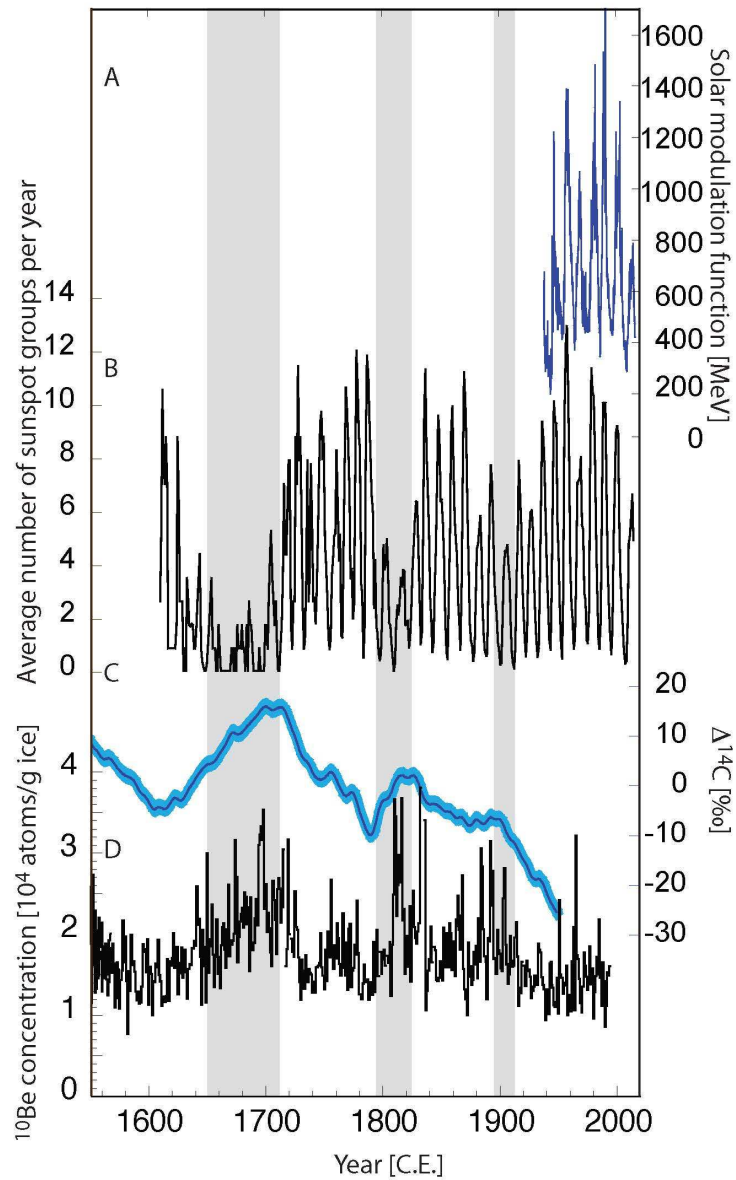 A
1600
1400
1200
1000
800
600
400
200
0
Solar modulation function [MeV]
B
14
12
10
8
6
4
2
0
Average number of sunspot groups per year
C
20
10
0
-10
-20
-30
Δ¹⁴C [‰]
D
4
3
2
1
0
¹⁰Be concentration [10⁴ atoms/g ice]
1600 1700 1800 1900 2000
Year [C.E.]